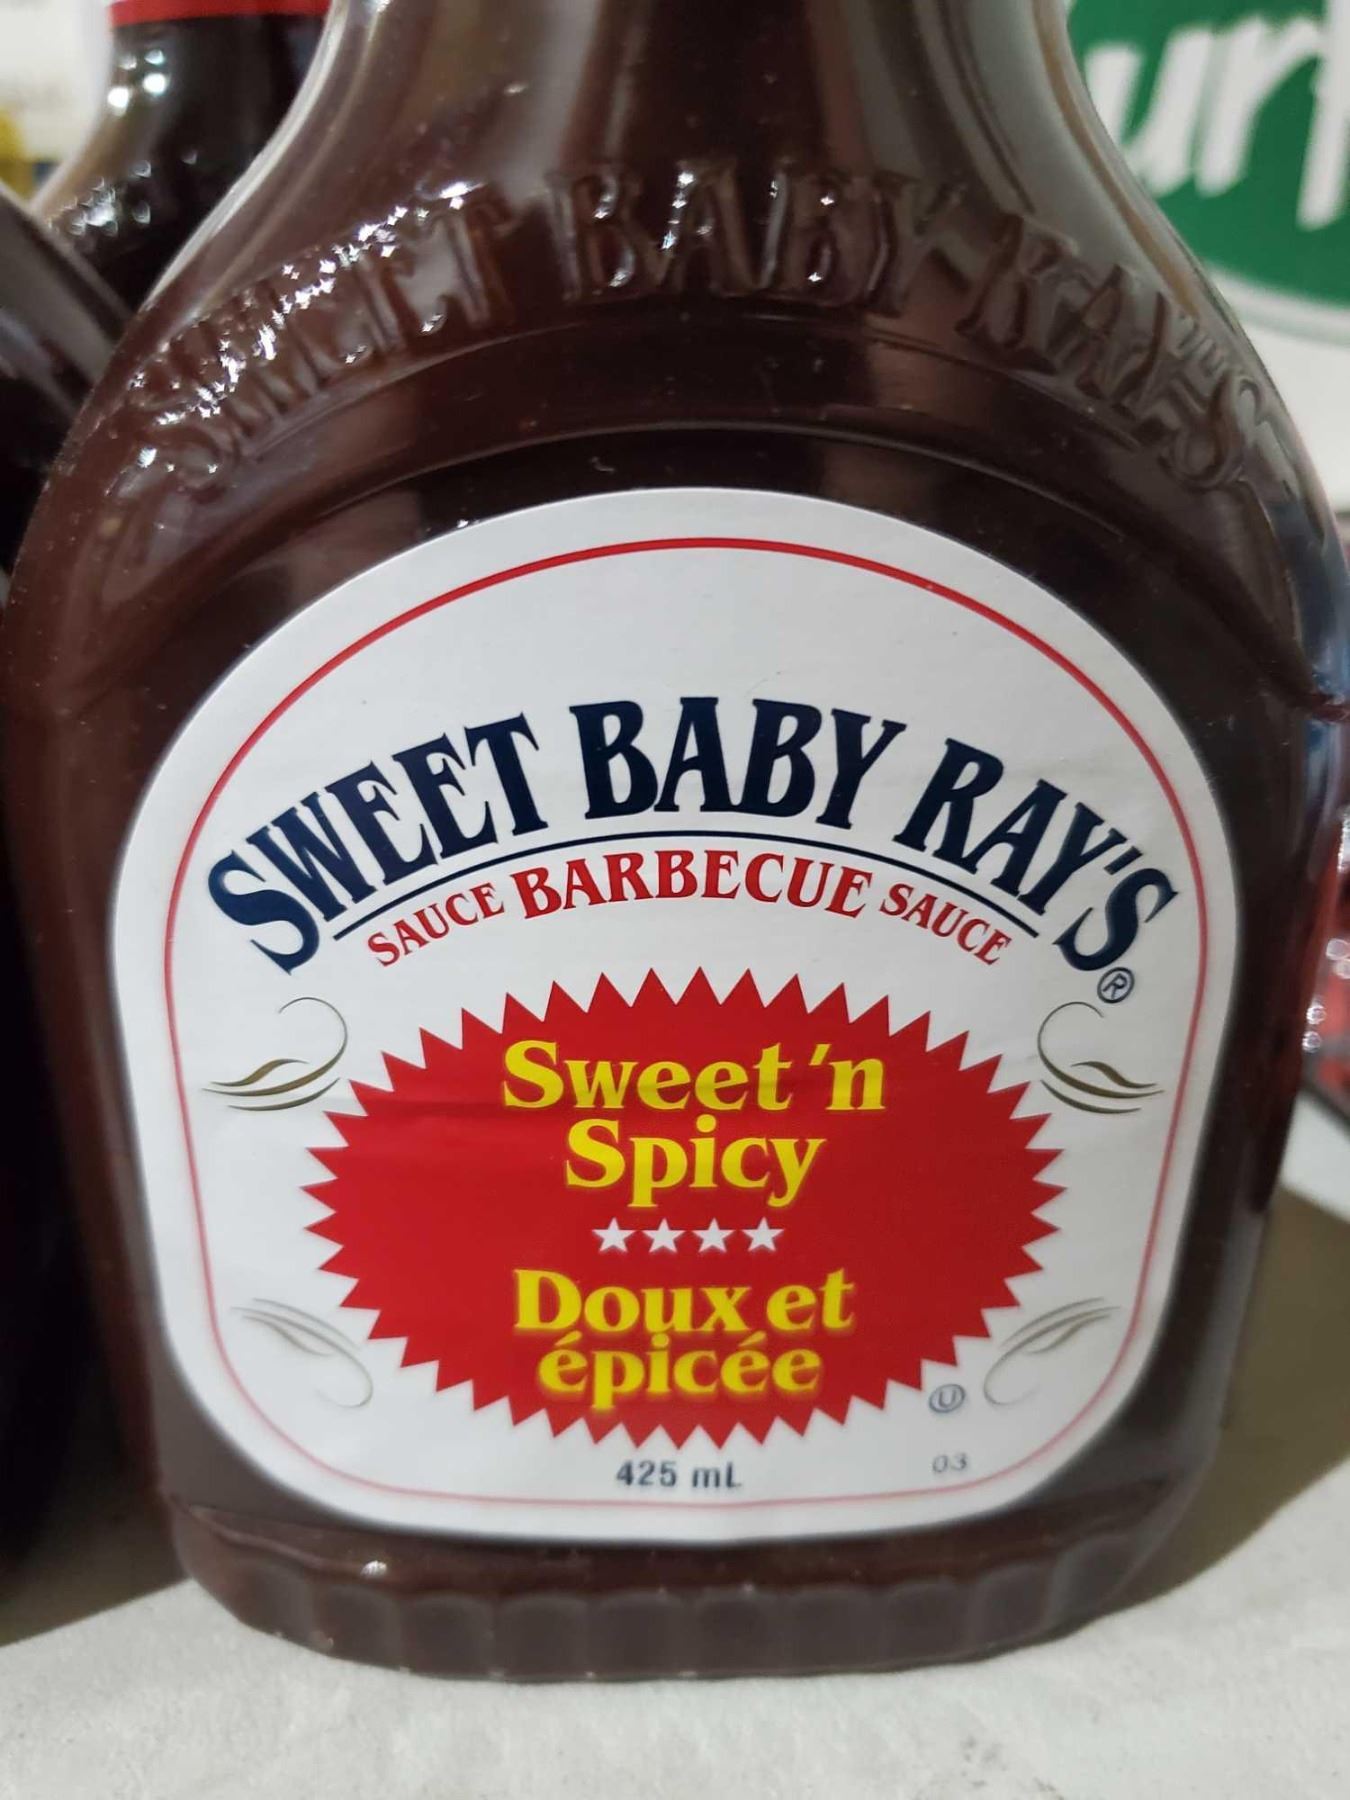 SWEET BABY RAY'S
SWEET BABY RAY'S®
SAUCE BARBECUE SAUCE
Sweet 'n
Spicy
Doux et
épicée
Ⓤ
425 mL
03